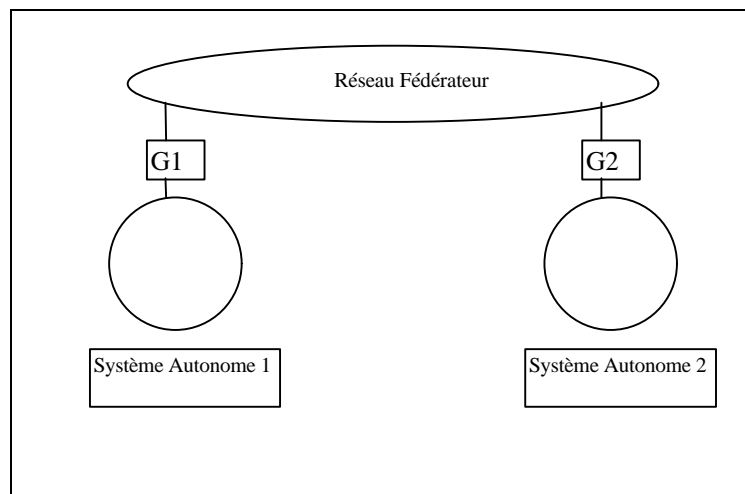 Réseau Fédérateur
G1
G2
Système Autonome 1
Système Autonome 2